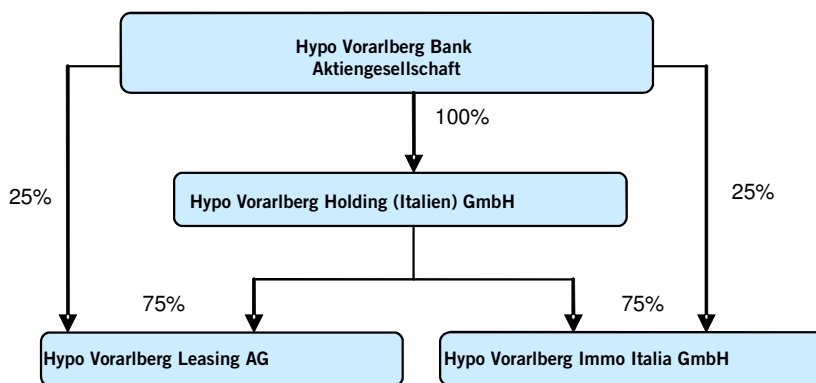 Hypo Vorarlberg Bank
Aktiengesellschaft
100%
25%
25%
Hypo Vorarlberg Holding (Italien) GmbH
75%
75%
Hypo Vorarlberg Leasing AG
Hypo Vorarlberg Immo Italia GmbH